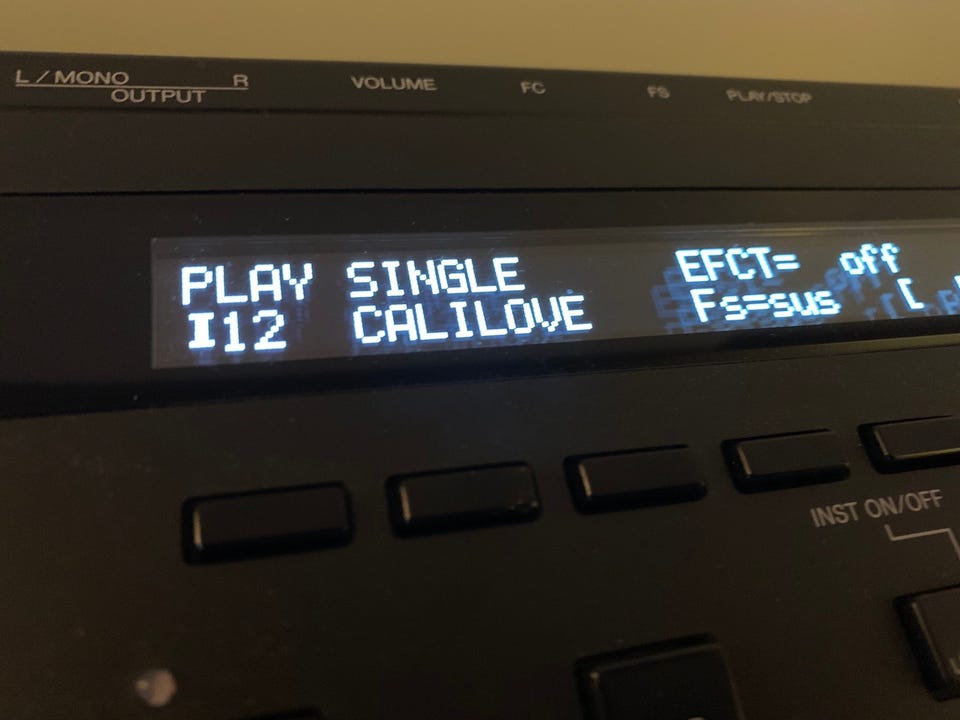 L / MONO R
OUTPUT
VOLUME
FC
FS
PLAY/STOP
PLAY SINGLE EFCT= off
I12 CALILOVE Fs=sus [
INST ON/OFF